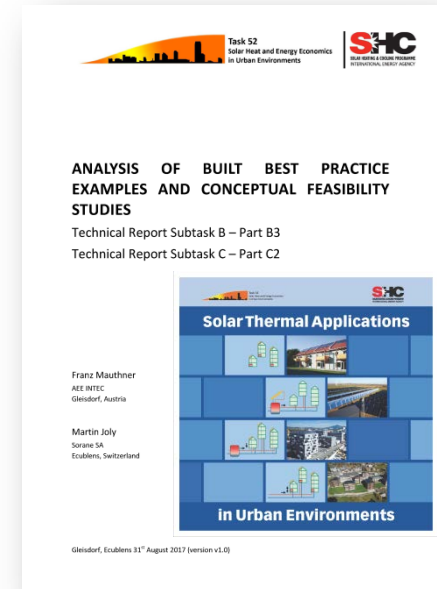 Task 52
Solar Heat and Energy Economics
in Urban Environments
SHC
SOLAR HEATING & COOLING PROGRAMME
INTERNATIONAL ENERGY AGENCY
ANALYSIS OF BUILT BEST PRACTICE
EXAMPLES AND CONCEPTUAL FEASIBILITY
STUDIES
Technical Report Subtask B – Part B3
Technical Report Subtask C – Part C2
SHC
Solar Thermal Applications
in Urban Environments
Franz Mauthner
AEE INTEC
Gleisdorf, Austria
Martin Joly
Sorane SA
Ecublens, Switzerland
Gleisdorf, Ecublens 31st August 2017 (version v1.0)